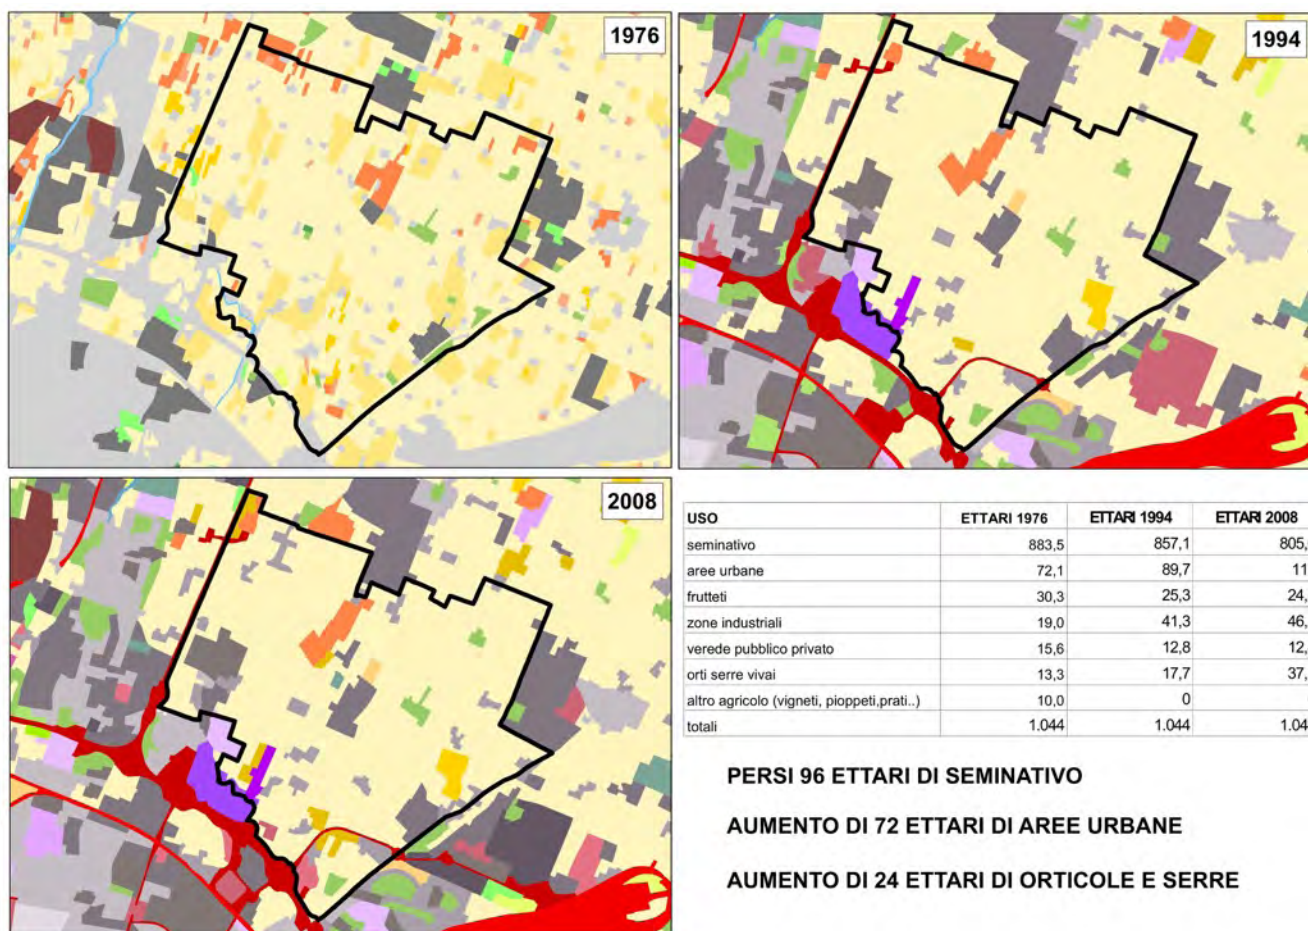 1976
1994
2008
USO ETTARI 1976 ETTARI 1994 ETTARI 2008
seminativo 883,5 857,1 805,
aree urbane 72,1 89,7 11
frutteti 30,3 25,3 24,
zone industriali 19,0 41,3 46,
verede pubblico privato 15,6 12,8 12,
orti serre vivai 13,3 17,7 37,
altro agricolo (vigneti, pioppeti,prati..) 10,0 0
totali 1.044 1.044 1.04
PERSI 96 ETTARI DI SEMINATIVO
AUMENTO DI 72 ETTARI DI AREE URBANE
AUMENTO DI 24 ETTARI DI ORTICOLE E SERRE